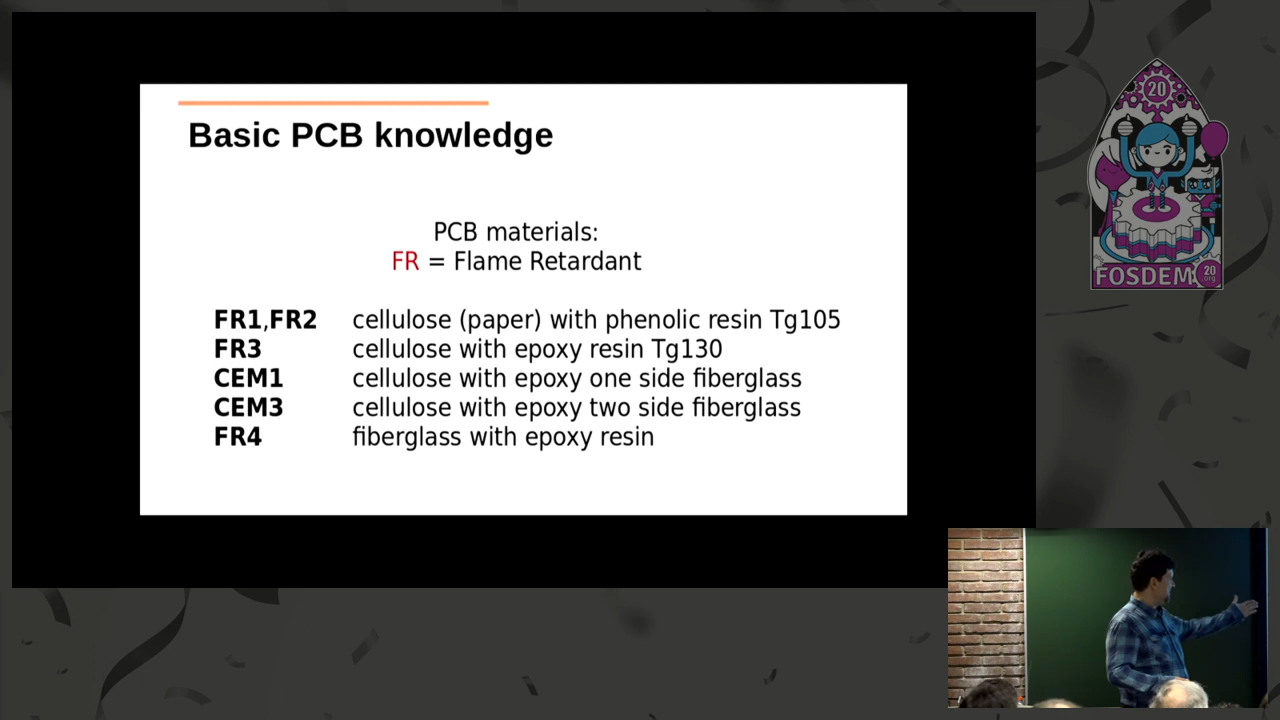 Basic PCB knowledge
PCB materials:
FR = Flame Retardant
FR1,FR2 cellulose (paper) with phenolic resin Tg105
FR3 cellulose with epoxy resin Tg130
CEM1 cellulose with epoxy one side fiberglass
CEM3 cellulose with epoxy two side fiberglass
FR4 fiberglass with epoxy resin
20
FOSDEM
20
org